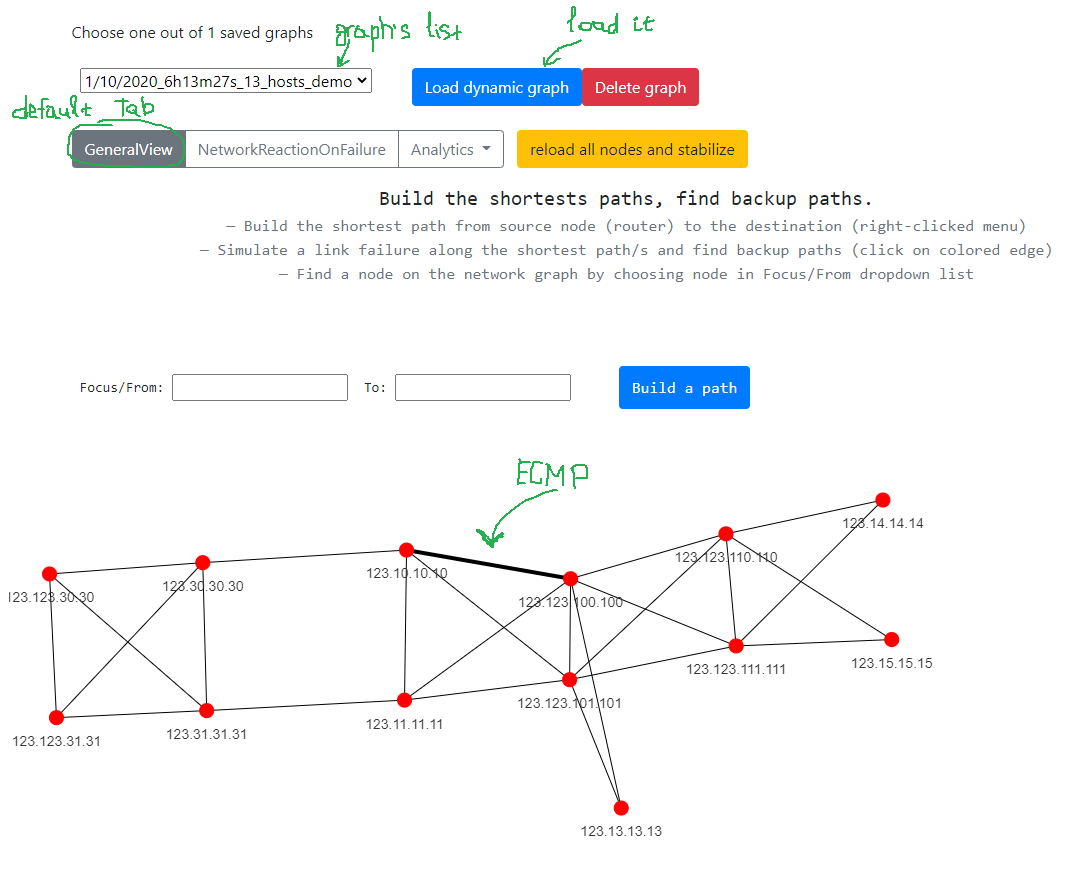 Choose one out of 1 saved graphs
graph's list
load it
1/10/2020_6h13m27s_13_hosts_demo
Load dynamic graph
Delete graph
default Tab
GeneralView
NetworkReactionOnFailure
Analytics
reload all nodes and stabilize
Build the shortests paths, find backup paths.
— Build the shortest path from source node (router) to the destination (right-clicked menu)
— Simulate a link failure along the shortest path/s and find backup paths (click on colored edge)
— Find a node on the network graph by choosing node in Focus/From dropdown list
Focus/From:
To:
Build a path
ECMP
123.14.14.14
123.123.110.110
123.10.10.10
123.30.30.30
123.123.30.30
123.123.100.100
123.15.15.15
123.123.111.111
123.123.101.101
123.11.11.11
123.31.31.31
123.123.31.31
123.13.13.13